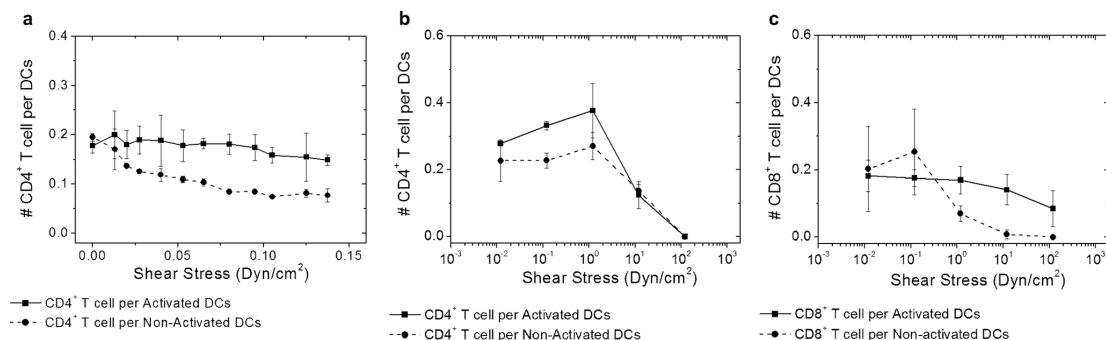 a
b
c
# CD4⁺ T cell per DCs
0.4
0.3
0.2
0.1
0.0
0.00
0.05
0.10
0.15
Shear Stress (Dyn/cm²)
CD4⁺ T cell per Activated DCs
CD4⁺ T cell per Non-Activated DCs
# CD4⁺ T cell per DCs
0.6
0.4
0.2
0.0
10⁻³ 10⁻² 10⁻¹ 10⁰ 10¹ 10² 10³
Shear Stress (Dyn/cm²)
CD4⁺ T cell per Activated DCs
CD4⁺ T cell per Non-Activated DCs
# CD8⁺ T cell per DCs
0.6
0.4
0.2
0.0
10⁻³ 10⁻² 10⁻¹ 10⁰ 10¹ 10² 10³
Shear Stress (Dyn/cm²)
CD8⁺ T cell per Activated DCs
CD8⁺ T cell per Non-activated DCs